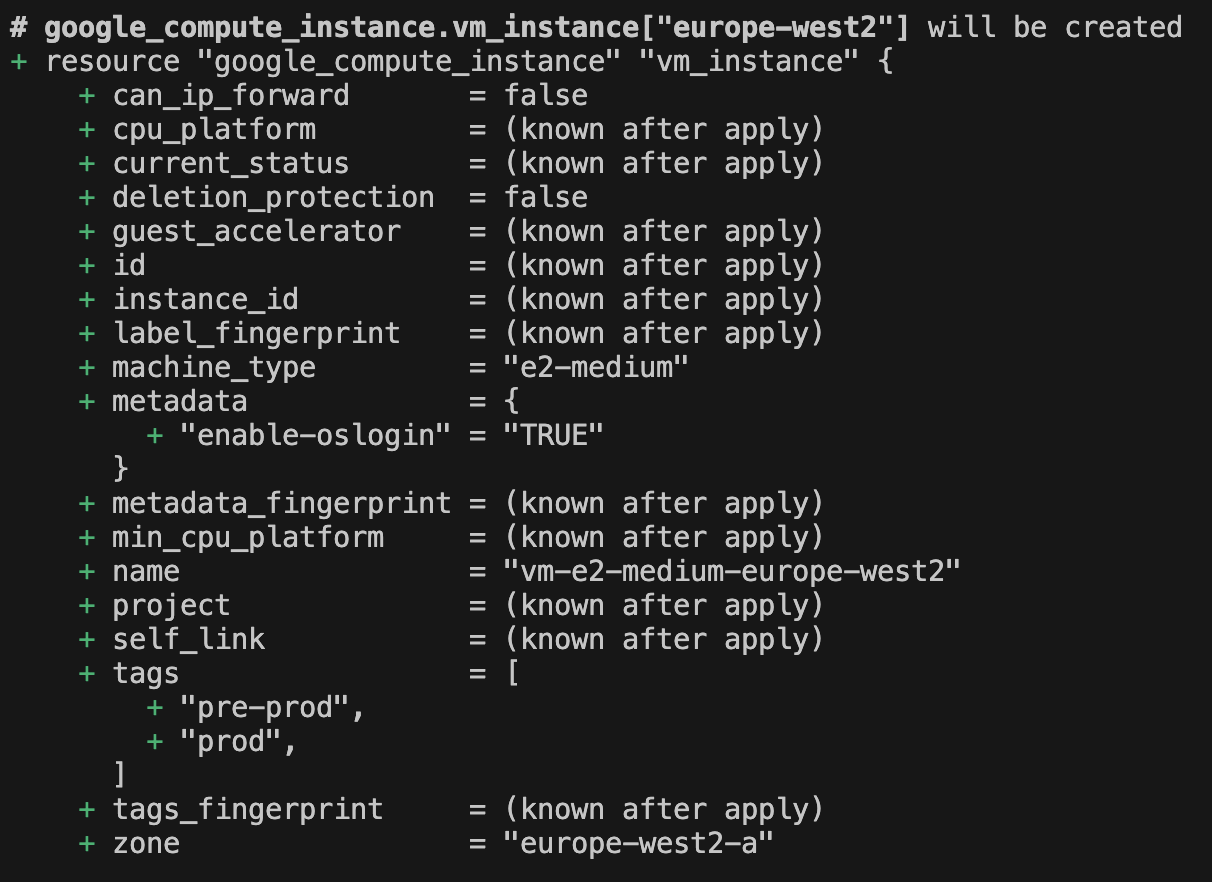 # google_compute_instance.vm_instance["europe-west2"] will be created
+ resource "google_compute_instance" "vm_instance" {
    + can_ip_forward       = false
    + cpu_platform         = (known after apply)
    + current_status       = (known after apply)
    + deletion_protection  = false
    + guest_accelerator    = (known after apply)
    + id                   = (known after apply)
    + instance_id          = (known after apply)
    + label_fingerprint    = (known after apply)
    + machine_type         = "e2-medium"
    + metadata             = {
        + "enable-oslogin" = "TRUE"
      }
    + metadata_fingerprint = (known after apply)
    + min_cpu_platform     = (known after apply)
    + name                 = "vm-e2-medium-europe-west2"
    + project              = (known after apply)
    + self_link            = (known after apply)
    + tags                 = [
        + "pre-prod",
        + "prod",
      ]
    + tags_fingerprint     = (known after apply)
    + zone                 = "europe-west2-a"